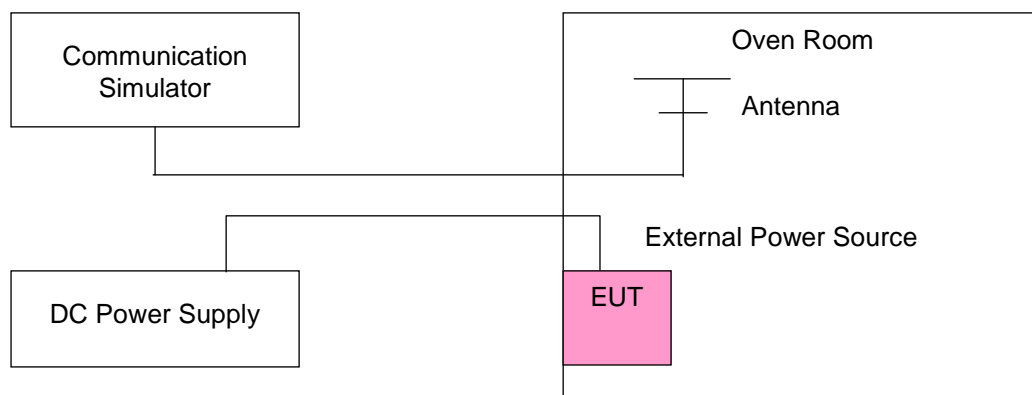 Communication
Simulator
Oven Room
Antenna
External Power Source
DC Power Supply
EUT